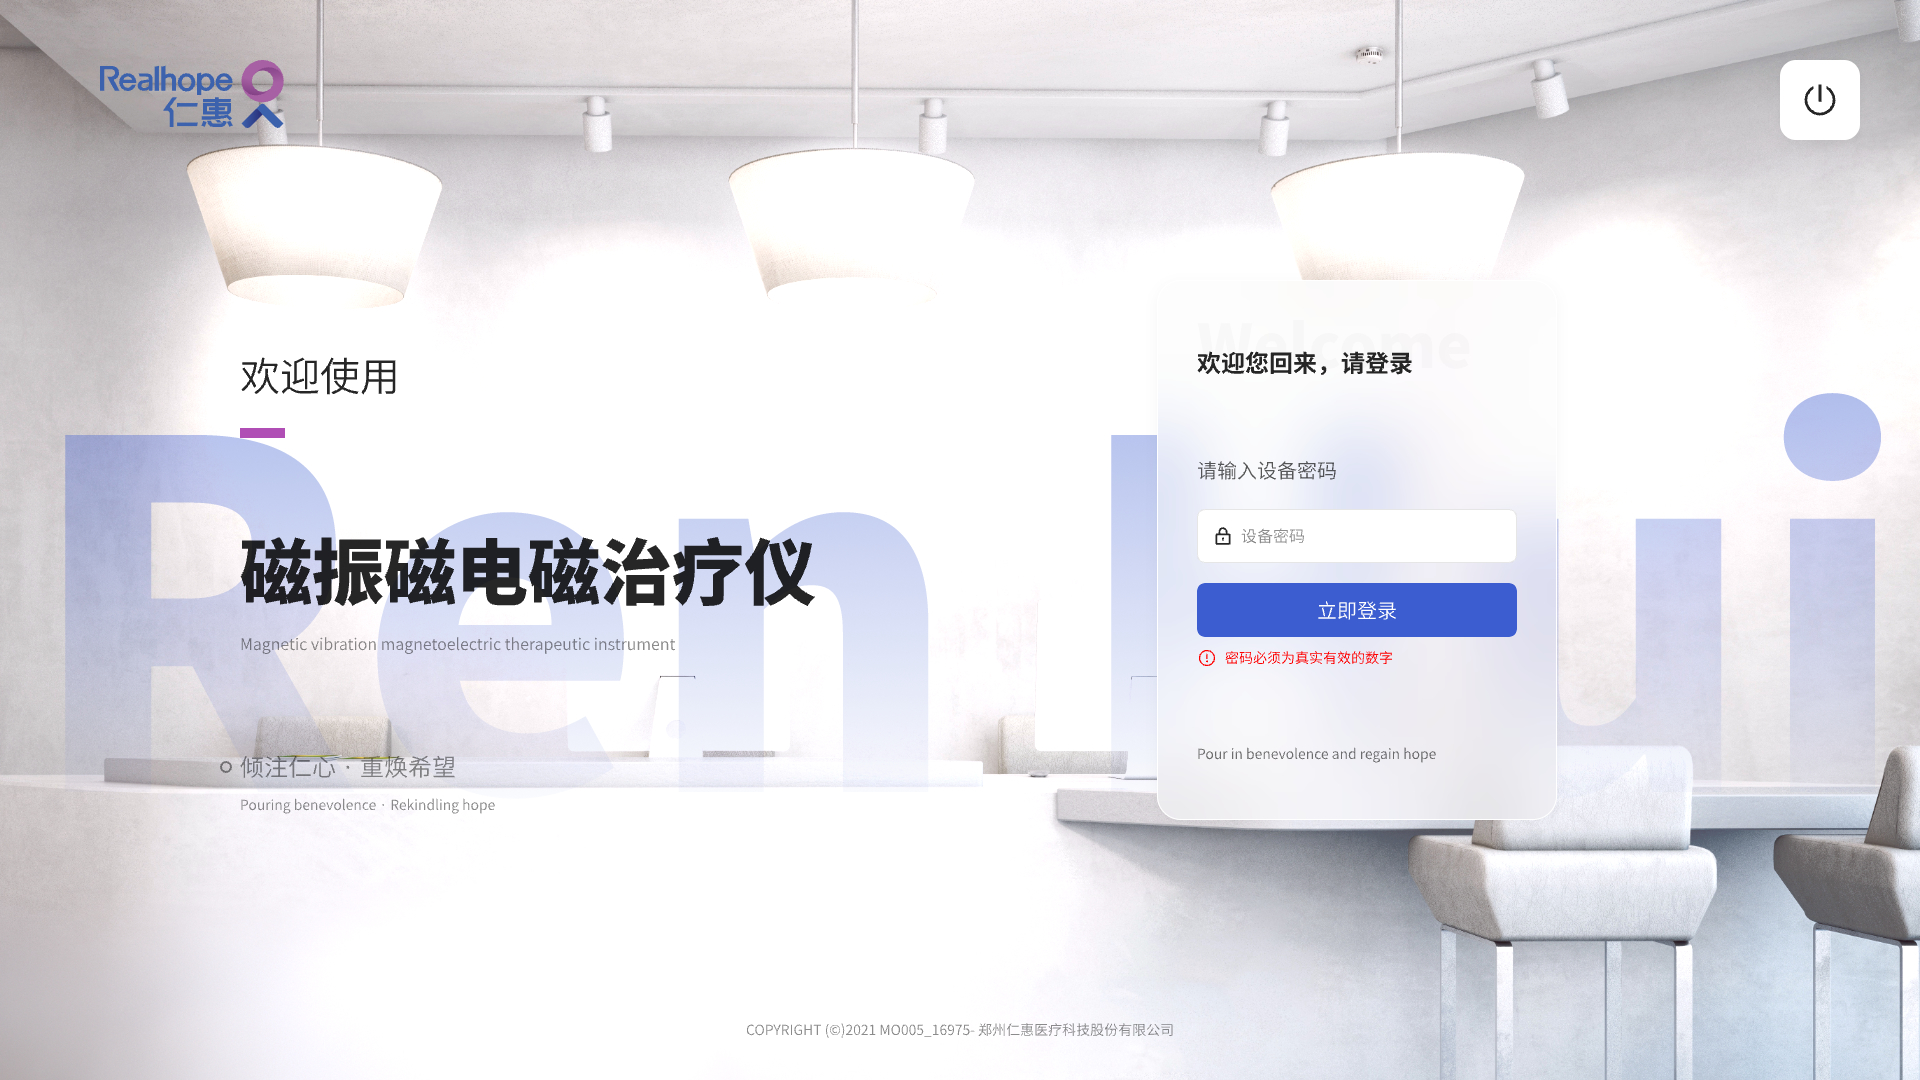 Realhope
仁惠
欢迎使用
Ren Hui
磁振磁电磁治疗仪
Magnetic vibration magnetoelectric therapeutic instrument
倾注仁心 · 重焕希望
Pouring benevolence · Rekindling hope
Welcome
欢迎您回来，请登录
请输入设备密码
设备密码
立即登录
密码必须为真实有效的数字
Pour in benevolence and regain hope
COPYRIGHT (©)2021 MO005_16975- 郑州仁惠医疗科技股份有限公司